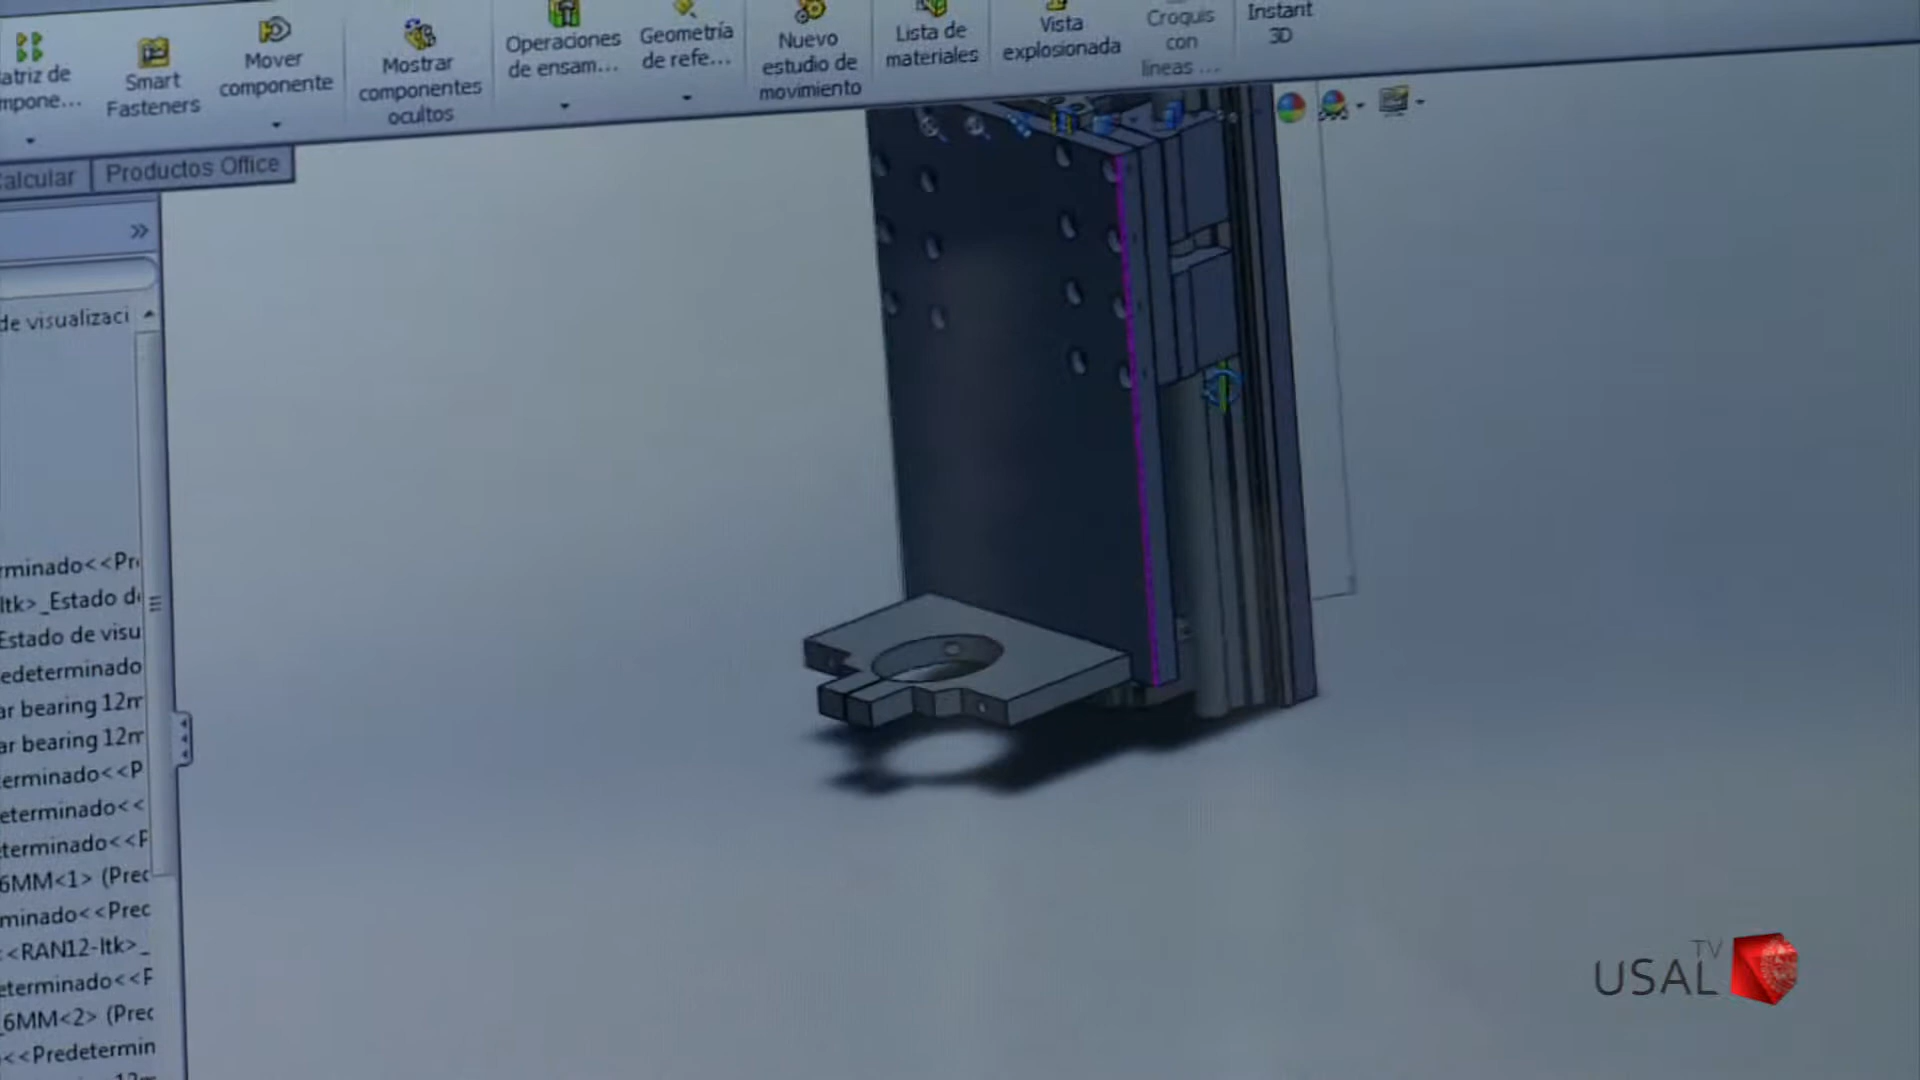 atriz de
mpone...
Smart
Fasteners
Mover
componente
Mostrar
componentes
ocultos
Operaciones
de ensam...
Geometría
de refe...
Nuevo
estudio de
movimiento
Lista de
materiales
Vista
explosionada
Croquis
con
líneas ...
Instant
3D
alcular
Productos Office
»
de visualizaci
rminado<<Pr
ltk>_Estado d
Estado de visu
edeterminado
ar bearing 12m
ar bearing 12m
erminado<<P
eterminado<<
terminado<<F
6MM<1> (Prec
minado<<Prec
<<RAN12-ltk>_
eterminado<<F
_6MM<2> (Prec
<<Predetermin
USAL TV